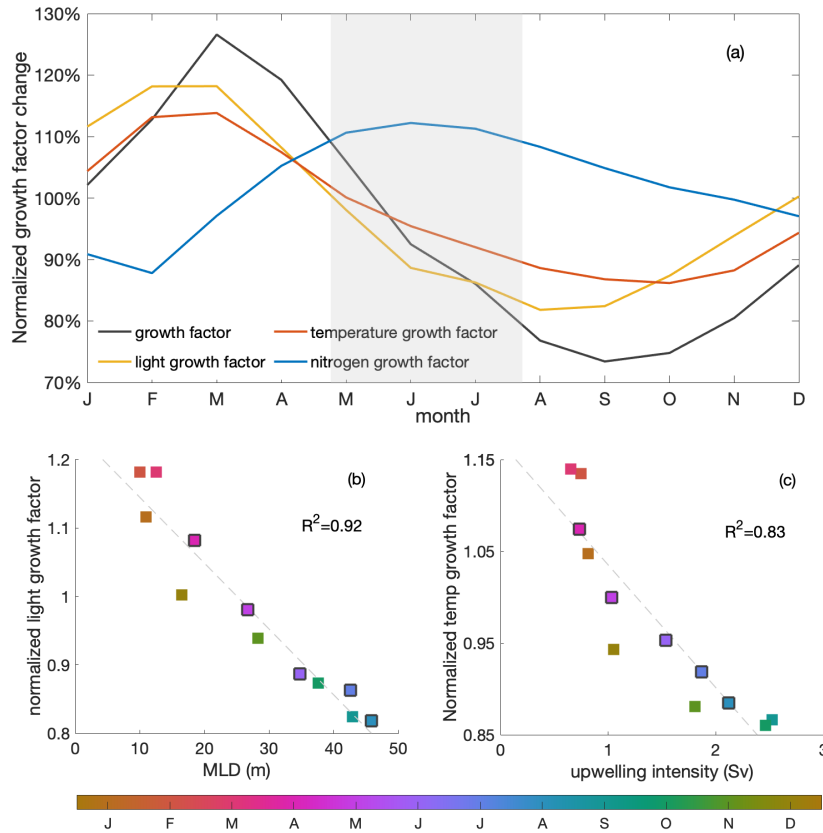 130%
120%
110%
100%
90%
80%
70%
Normalized growth factor change
(a)
growth factor
temperature growth factor
light growth factor
nitrogen growth factor
J F M A M J J A S O N D
month
1.2
1.1
1
0.9
0.8
normalized light growth factor
(b)
R²=0.92
0 10 20 30 40 50
MLD (m)
1.15
1.05
0.95
0.85
Normalized temp growth factor
(c)
R²=0.83
0 1 2 3
upwelling intensity (Sv)
J F M A M J J A S O N D